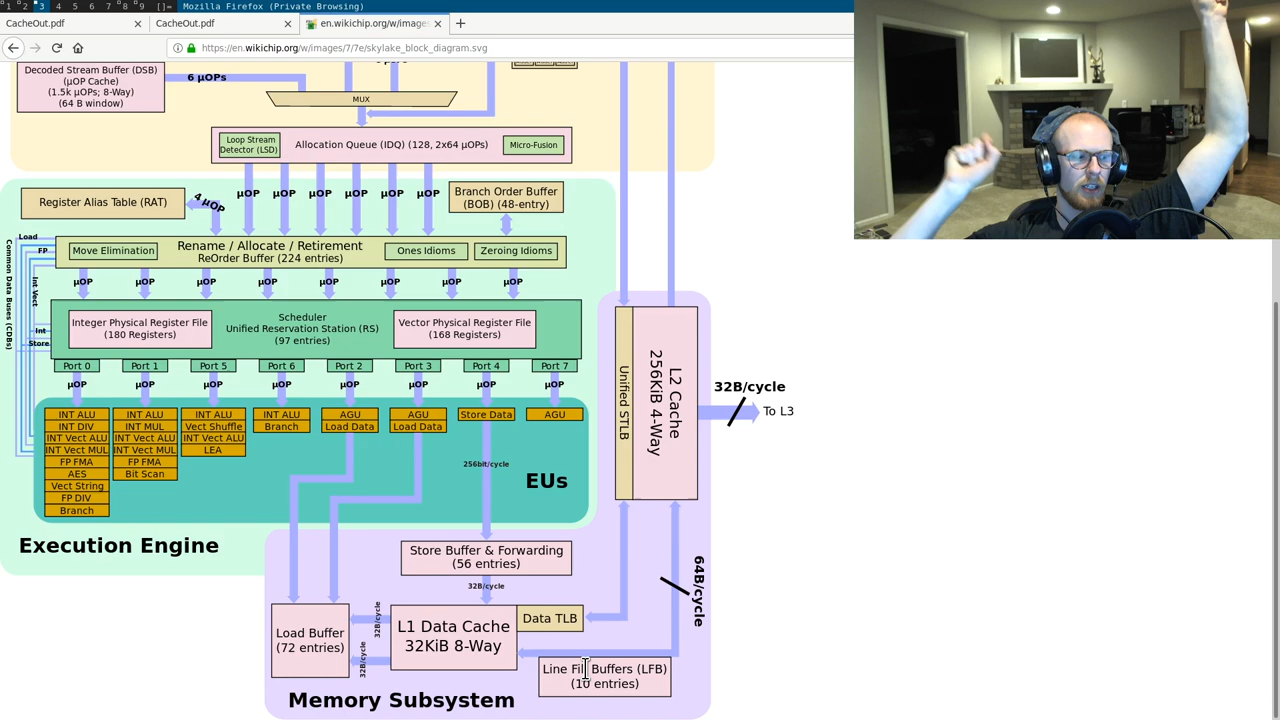 1 2 3 4 5 6 7 8 9 Mozilla Firefox (Private Browsing)
CacheOut.pdf × CacheOut.pdf × en.wikichip.org/w/images × +
https://en.wikichip.org/w/images/7/7e/skylake_block_diagram.svg
Decoded Stream Buffer (DSB)
(μOP Cache)
(1.5k μOPs; 8-Way)
(64 B window)
6 μOPs
MUX
Loop Stream
Detector (LSD)
Allocation Queue (IDQ) (128, 2x64 μOPs)
Micro-Fusion
Register Alias Table (RAT)
4 μOP
μOP μOP μOP μOP μOP μOP
Branch Order Buffer
(BOB) (48-entry)
Common Data Buses (CDBs)
Load
FP
Int Vect
Int
Store
Move Elimination
Rename / Allocate / Retirement
ReOrder Buffer (224 entries)
Ones Idioms
Zeroing Idioms
μOP μOP μOP μOP μOP μOP μOP
Integer Physical Register File
(180 Registers)
Scheduler
Unified Reservation Station (RS)
(97 entries)
Vector Physical Register File
(168 Registers)
Port 0 Port 1 Port 5 Port 6 Port 2 Port 3 Port 4 Port 7
μOP μOP μOP μOP μOP μOP μOP μOP
INT ALU
INT DIV
INT Vect ALU
INT Vect MUL
FP FMA
AES
Vect String
FP DIV
Branch
INT ALU
INT MUL
INT Vect ALU
INT Vect MUL
FP FMA
Bit Scan
INT ALU
Vect Shuffle
INT Vect ALU
LEA
INT ALU
Branch
AGU
Load Data
AGU
Load Data
Store Data
AGU
256bit/cycle
EUs
Execution Engine
Unified STLB
L2 Cache
256KiB 4-Way
32B/cycle
To L3
64B/cycle
Store Buffer & Forwarding
(56 entries)
32B/cycle
Load Buffer
(72 entries)
32B/cycle
32B/cycle
L1 Data Cache
32KiB 8-Way
Data TLB
Line Fill Buffers (LFB)
(10 entries)
Memory Subsystem